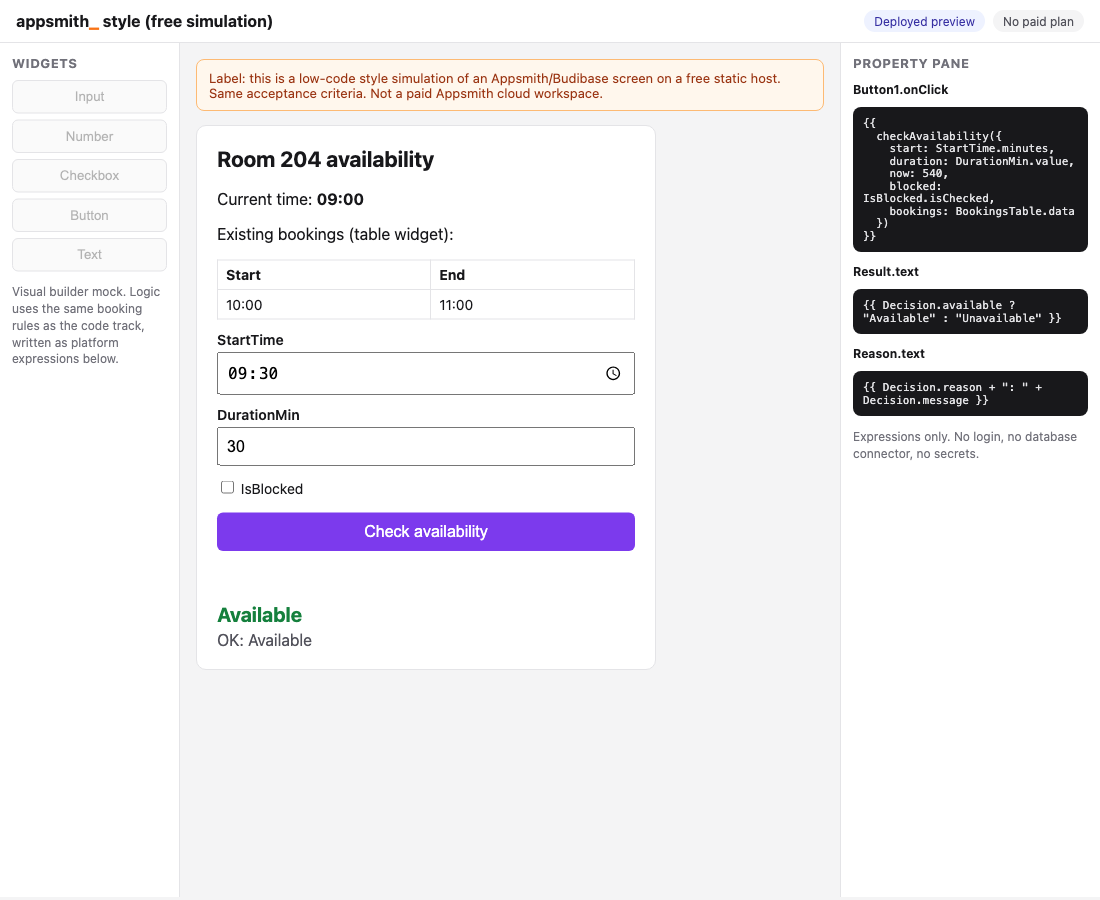 appsmith_ style (free simulation)
Deployed preview
No paid plan
WIDGETS
Input
Number
Checkbox
Button
Text
Visual builder mock. Logic
uses the same booking
rules as the code track,
written as platform
expressions below.
Label: this is a low-code style simulation of an Appsmith/Budibase screen on a free static host.
Same acceptance criteria. Not a paid Appsmith cloud workspace.
Room 204 availability
Current time: 09:00
Existing bookings (table widget):
Start End
10:00 11:00
StartTime
09:30
DurationMin
30
IsBlocked
Check availability
Available
OK: Available
PROPERTY PANE
Button1.onClick
{{
  checkAvailability({
    start: StartTime.minutes,
    duration: DurationMin.value,
    now: 540,
    blocked:
IsBlocked.isChecked,
    bookings: BookingsTable.data
  })
}}
Result.text
{{ Decision.available ?
"Available" : "Unavailable" }}
Reason.text
{{ Decision.reason + ": " +
Decision.message }}
Expressions only. No login, no database
connector, no secrets.